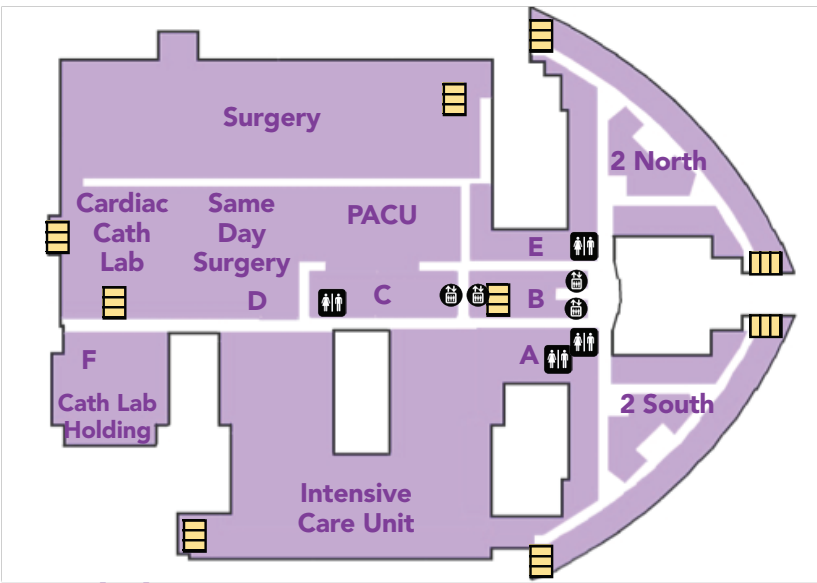 Surgery
2 North
Cardiac
Cath
Lab
Same
Day
Surgery
PACU
E
D
C
B
A
F
Cath Lab
Holding
2 South
Intensive
Care Unit